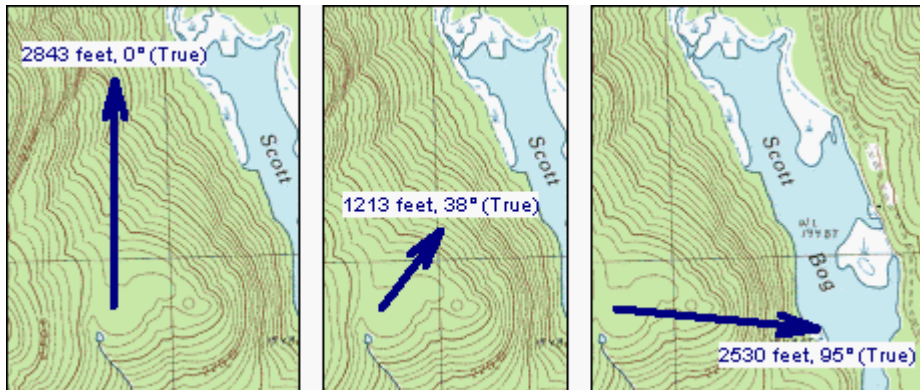 2843 feet, 0° (True)
Scott
1213 feet, 38° (True)
Scott
Scott
Bog
2530 feet, 95° (True)